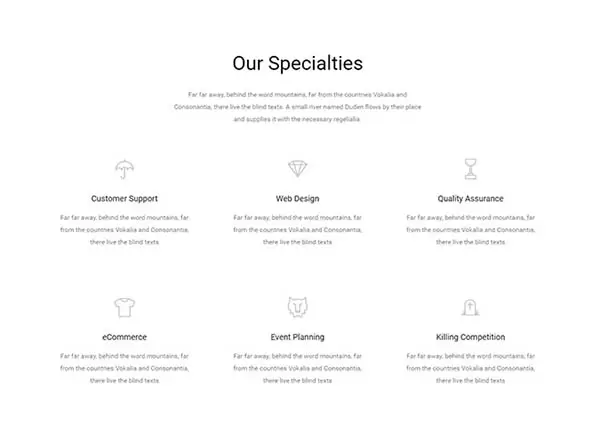 Our Specialties
Far far away, behind the word mountains, far from the countries Vokalia and
Consonantia, there live the blind texts. A small river named Duden flows by their place
and supplies it with the necessary regelialia.
Customer Support
Far far away, behind the word mountains, far
from the countries Vokalia and Consonantia,
there live the blind texts
Web Design
Far far away, behind the word mountains, far
from the countries Vokalia and Consonantia,
there live the blind texts
Quality Assurance
Far far away, behind the word mountains, far
from the countries Vokalia and Consonantia,
there live the blind texts
eCommerce
Far far away, behind the word mountains, far
from the countries Vokalia and Consonantia,
there live the blind texts
Event Planning
Far far away, behind the word mountains, far
from the countries Vokalia and Consonantia,
there live the blind texts
Killing Competition
Far far away, behind the word mountains, far
from the countries Vokalia and Consonantia,
there live the blind texts